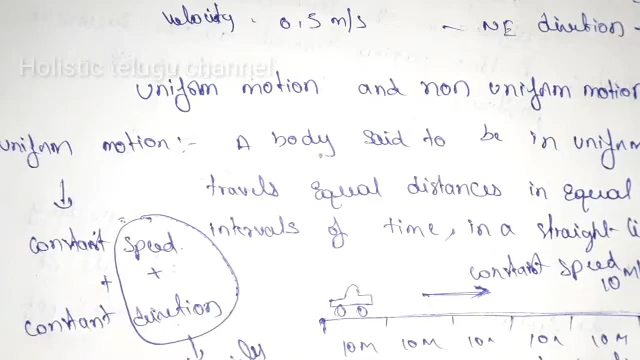 velocity. 0.5 m/s ~ NE direction -
Holistic telugu channel
Uniform motion and non uniform motion
uniform motion :- A body said to be in uniform
↓ travels Equal distances in equal
constant speed. intervals of time, in a straight li
+ + constant speed
constant direction 10 M
↓
10M 10M 10M 10M 10M